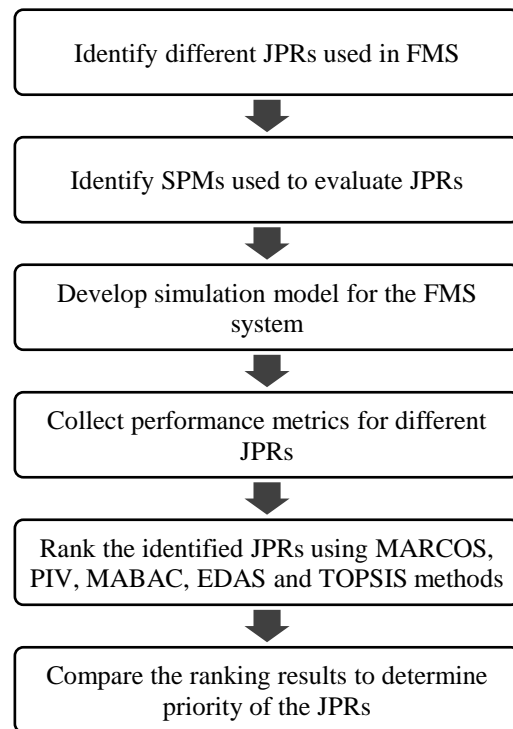 Identify different JPRs used in FMS
Identify SPMs used to evaluate JPRs
Develop simulation model for the FMS
system
Collect performance metrics for different
JPRs
Rank the identified JPRs using MARCOS,
PIV, MABAC, EDAS and TOPSIS methods
Compare the ranking results to determine
priority of the JPRs